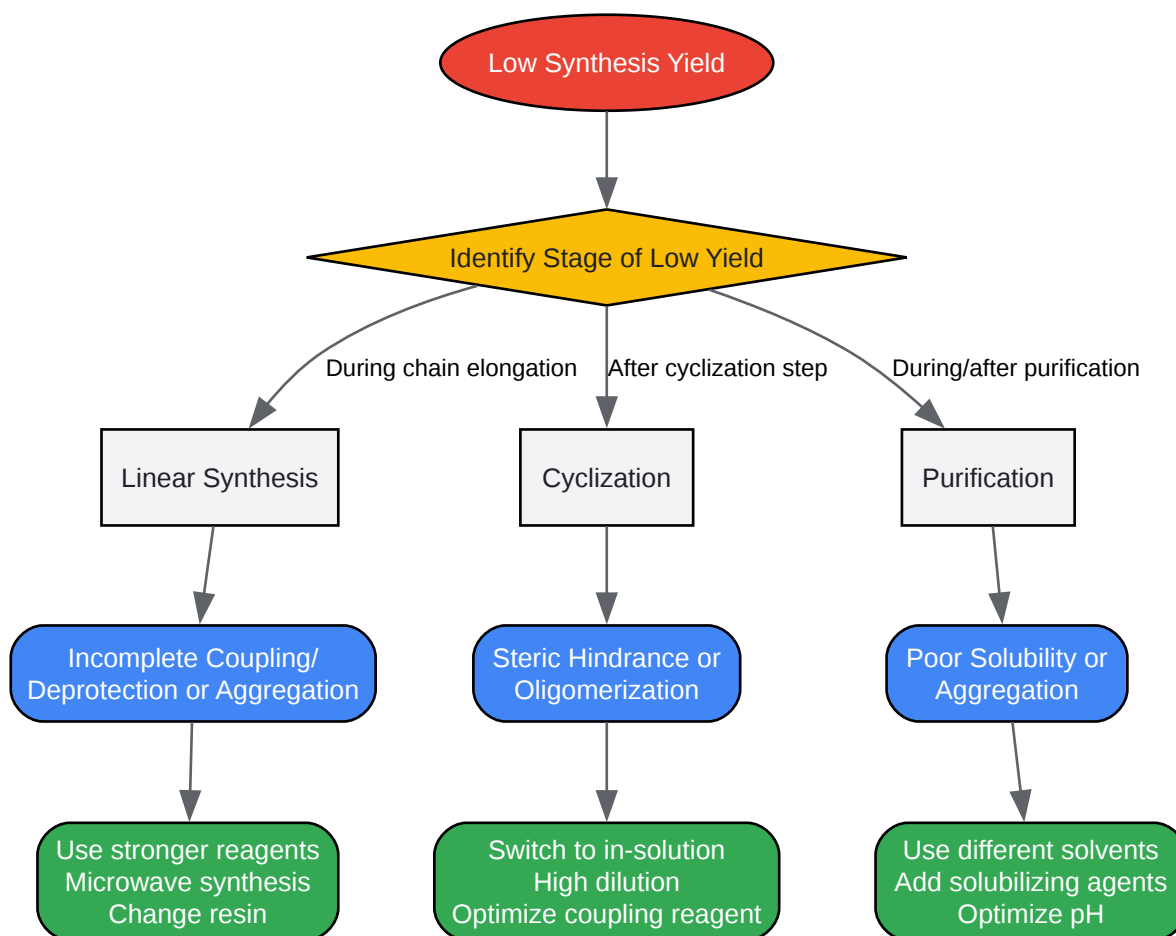 Low Synthesis Yield
Identify Stage of Low Yield
During chain elongation
After cyclization step
During/after purification
Linear Synthesis
Cyclization
Purification
Incomplete Coupling/
Deprotection or Aggregation
Steric Hindrance or
Oligomerization
Poor Solubility or
Aggregation
Use stronger reagents
Microwave synthesis
Change resin
Switch to in-solution
High dilution
Optimize coupling reagent
Use different solvents
Add solubilizing agents
Optimize pH